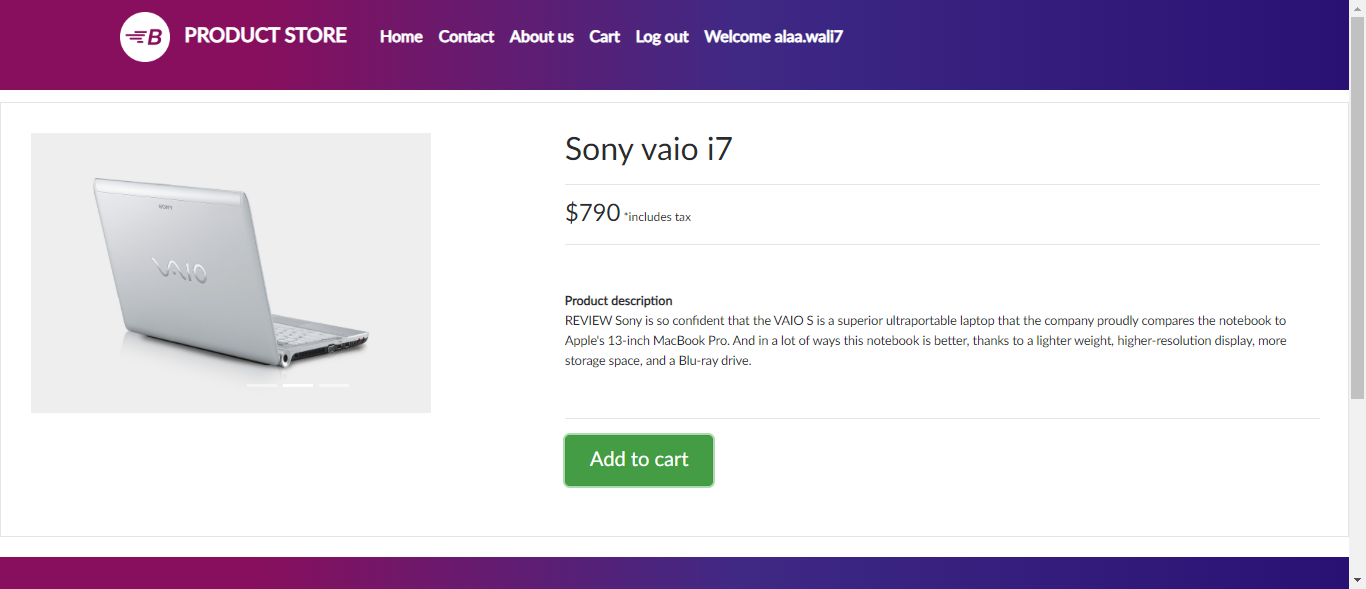 B PRODUCT STORE Home Contact About us Cart Log out Welcome alaa.wali7
SONY
VAIO
Sony vaio i7
$790 *includes tax
Product description
REVIEW Sony is so confident that the VAIO S is a superior ultraportable laptop that the company proudly compares the notebook to
Apple's 13-inch MacBook Pro. And in a lot of ways this notebook is better, thanks to a lighter weight, higher-resolution display, more
storage space, and a Blu-ray drive.
Add to cart